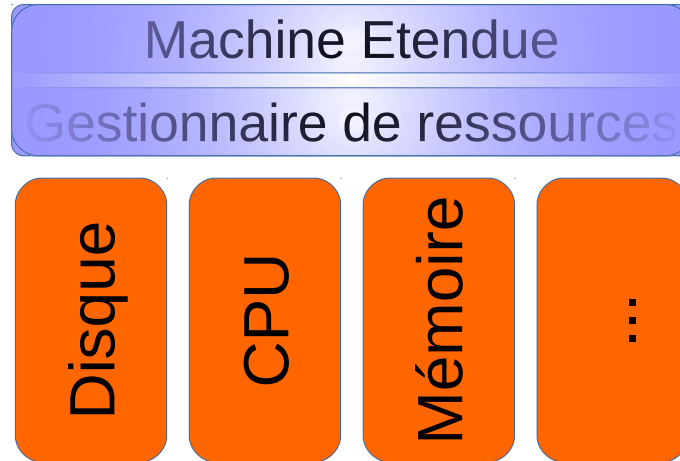 Machine Etendue
Gestionnaire de ressources
Disque
CPU
Mémoire
...